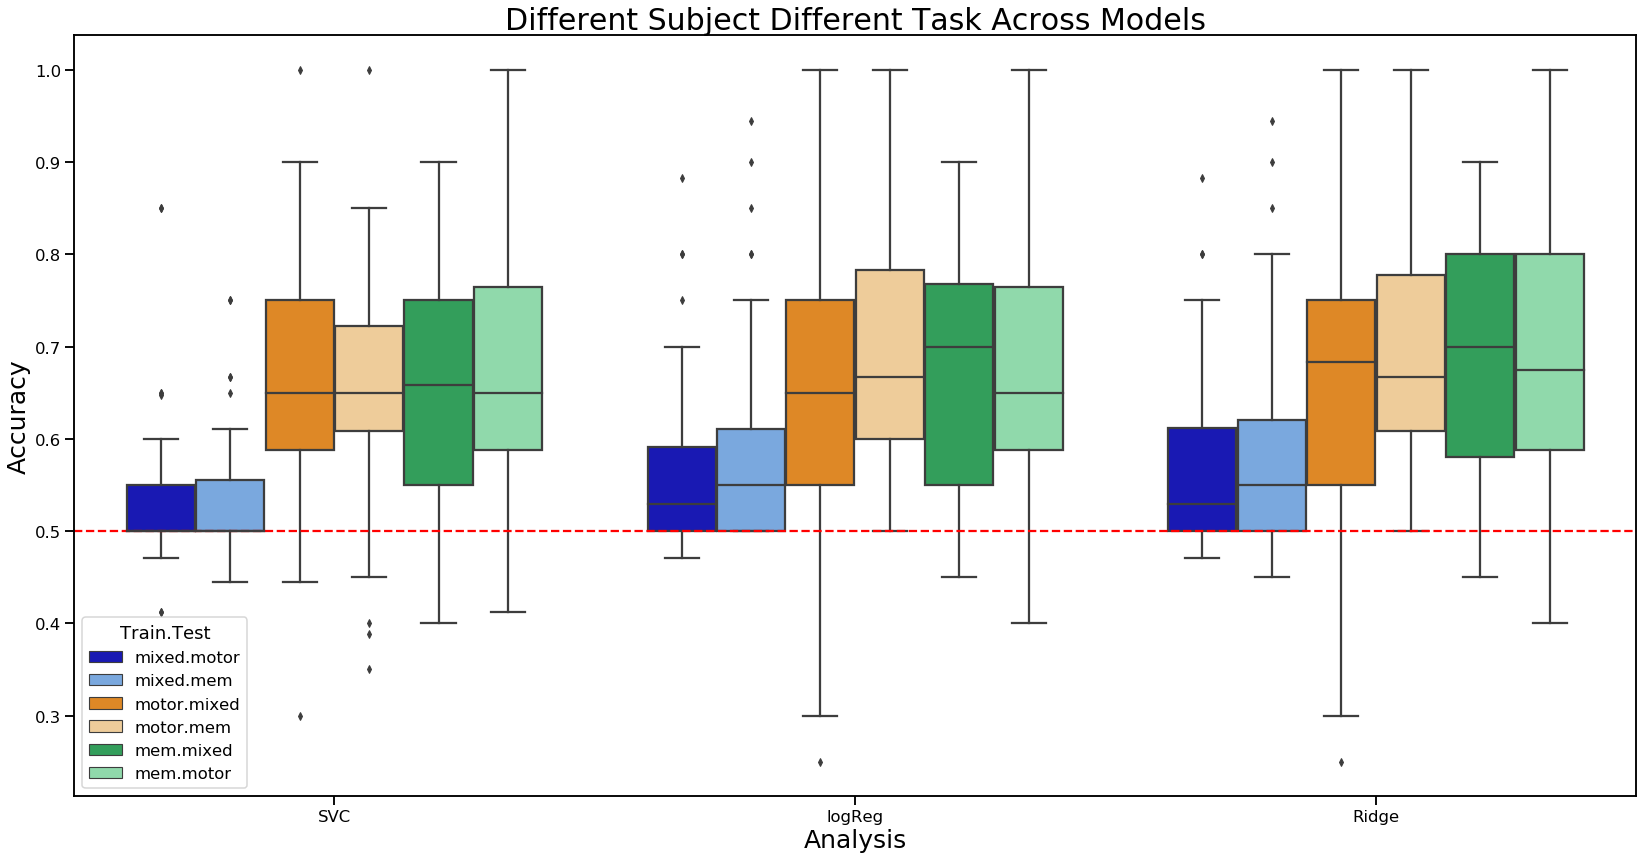 Different Subject Different Task Across Models
1.0
0.9
0.8
0.7
0.6
0.5
0.4
0.3
Accuracy
Train.Test
mixed.motor
mixed.mem
motor.mixed
motor.mem
mem.mixed
mem.motor
SVC logReg Ridge
Analysis